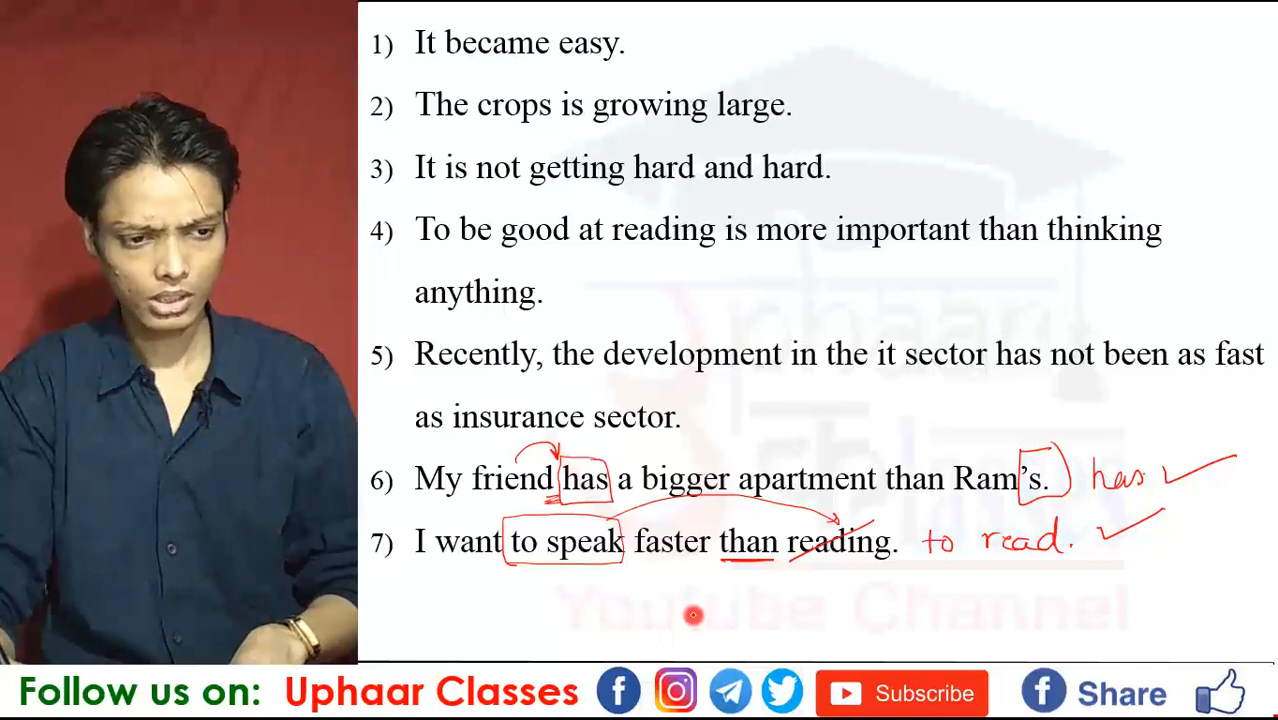 1) It became easy.
2) The crops is growing large.
3) It is not getting hard and hard.
4) To be good at reading is more important than thinking
anything.
5) Recently, the development in the it sector has not been as fast
as insurance sector.
6) My friend has a bigger apartment than Ram's. has
7) I want to speak faster than reading. to read.
Youtube Channel
Follow us on: Uphaar Classes Subscribe Share